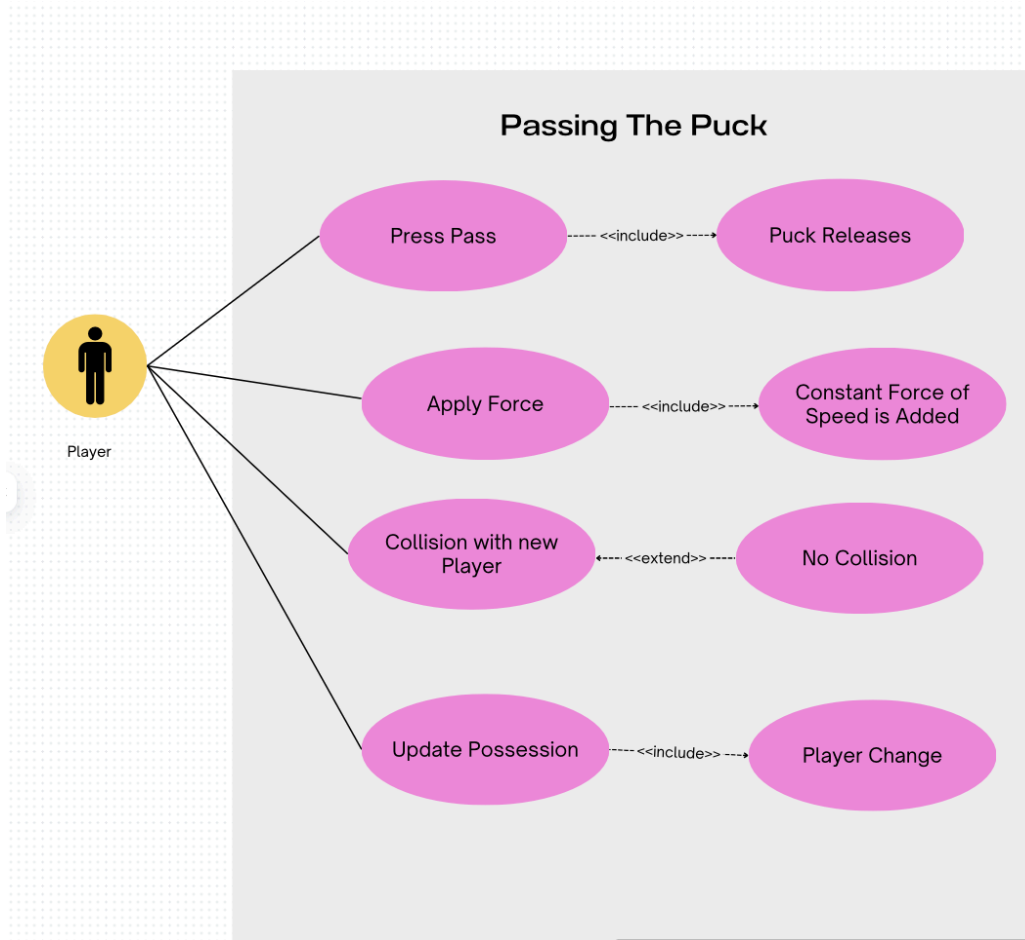 Passing The Puck
Press Pass
<<include>>
Puck Releases
Player
Apply Force
<<include>>
Constant Force of
Speed is Added
Collision with new
Player
<<extend>>
No Collision
Update Possession
<<include>>
Player Change